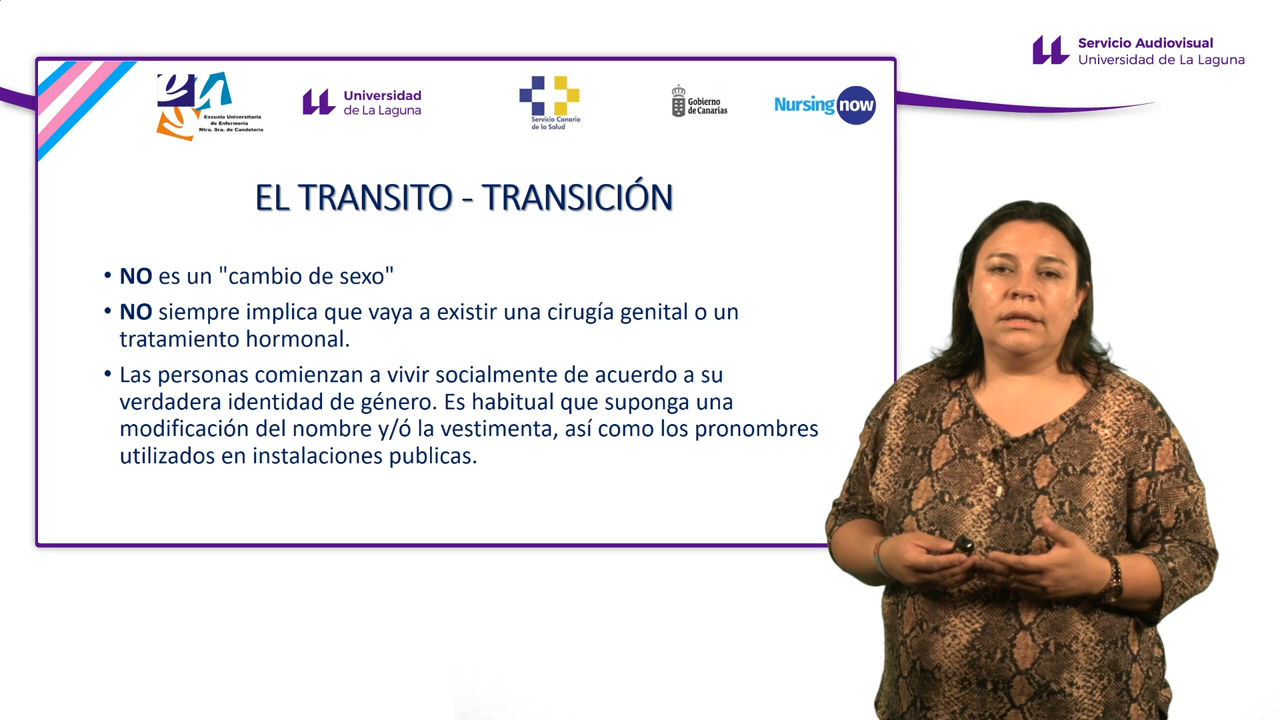 Servicio Audiovisual
Universidad de La Laguna
Escuela Universitaria
de Enfermería
Ntra. Sra. de Candelaria
Universidad
de La Laguna
Servicio Canario
de la Salud
Gobierno
de Canarias
Nursing now
EL TRANSITO - TRANSICIÓN
• NO es un "cambio de sexo"
• NO siempre implica que vaya a existir una cirugía genital o un
tratamiento hormonal.
• Las personas comienzan a vivir socialmente de acuerdo a su
verdadera identidad de género. Es habitual que suponga una
modificación del nombre y/ó la vestimenta, así como los pronombres
utilizados en instalaciones publicas.